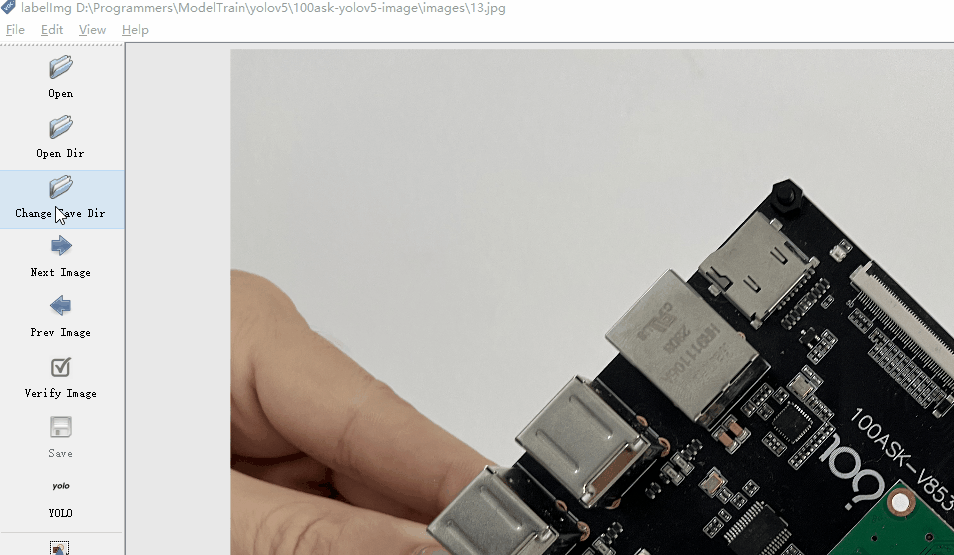 labelImg D:\Programmers\ModelTrain\yolov5\100ask-yolov5-image\images\13.jpg
File Edit View Help
Open
Open Dir
Change Save Dir
Next Image
Prev Image
Verify Image
Save
yolo
YOLO
100ASK-V853